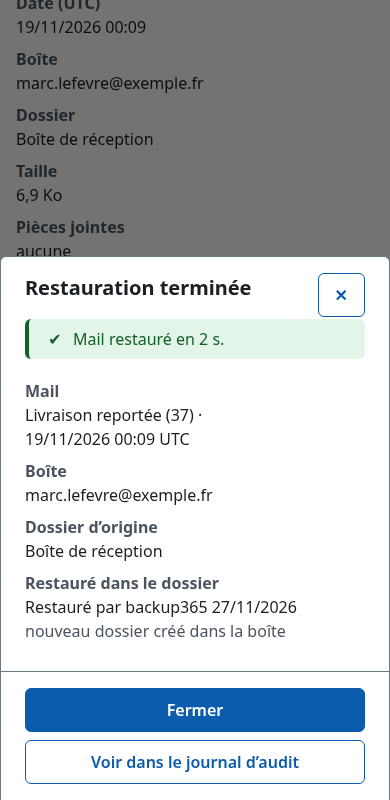 Date (UTC)
19/11/2026 00:09
Boîte
marc.lefevre@exemple.fr
Dossier
Boîte de réception
Taille
6,9 Ko
Pièces jointes
aucune
Restauration terminée
×
✔ Mail restauré en 2 s.
Mail
Livraison reportée (37) ·
19/11/2026 00:09 UTC
Boîte
marc.lefevre@exemple.fr
Dossier d’origine
Boîte de réception
Restauré dans le dossier
Restauré par backup365 27/11/2026
nouveau dossier créé dans la boîte
Fermer
Voir dans le journal d’audit